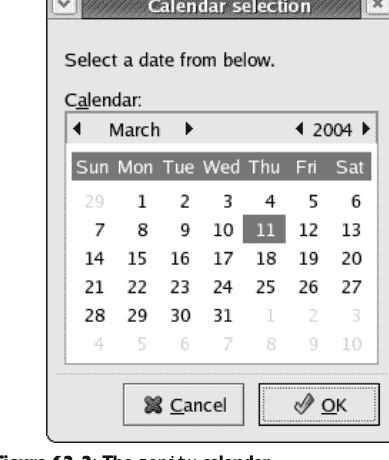 Calendar selection
Select a date from below.
Calendar:
March 2004
Sun Mon Tue Wed Thu Fri Sat
29 1 2 3 4 5 6
7 8 9 10 11 12 13
14 15 16 17 18 19 20
21 22 23 24 25 26 27
28 29 30 31 1 2 3
4 5 6 7 8 9 10
Cancel OK
The zenity calendar